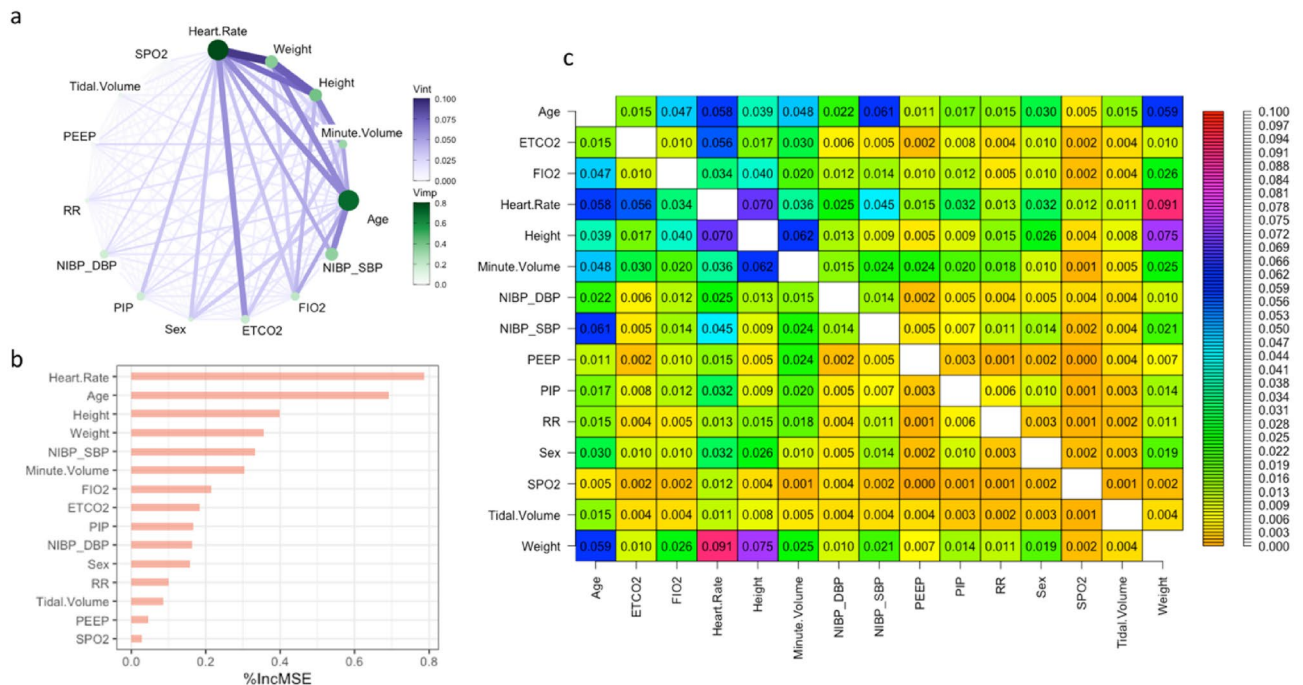 a
Heart.Rate
Weight
SPO2
Height
Tidal.Volume
Vint
0.100
0.075
0.050
0.025
0.000
Minute.Volume
PEEP
Vimp
0.8
0.6
0.4
0.2
0.0
RR
Age
NIBP_DBP
NIBP_SBP
PIP
FIO2
Sex
ETCO2
b
Heart.Rate
Age
Height
Weight
NIBP_SBP
Minute.Volume
FIO2
ETCO2
PIP
NIBP_DBP
Sex
RR
Tidal.Volume
PEEP
SPO2
0.0 0.2 0.4 0.6 0.8
%IncMSE
c
Age 0.015 0.047 0.058 0.039 0.048 0.022 0.061 0.011 0.017 0.015 0.030 0.005 0.015 0.059
ETCO2 0.015 0.010 0.056 0.017 0.030 0.006 0.005 0.002 0.008 0.004 0.010 0.002 0.004 0.010
FIO2 0.047 0.010 0.034 0.040 0.020 0.012 0.014 0.010 0.012 0.005 0.010 0.002 0.004 0.026
Heart.Rate 0.058 0.056 0.034 0.070 0.036 0.025 0.045 0.015 0.032 0.013 0.032 0.012 0.011 0.091
Height 0.039 0.017 0.040 0.070 0.062 0.013 0.009 0.005 0.009 0.015 0.026 0.004 0.008 0.075
Minute.Volume 0.048 0.030 0.020 0.036 0.062 0.015 0.024 0.024 0.020 0.018 0.010 0.001 0.005 0.025
NIBP_DBP 0.022 0.006 0.012 0.025 0.013 0.015 0.014 0.002 0.005 0.004 0.005 0.004 0.004 0.010
NIBP_SBP 0.061 0.005 0.014 0.045 0.009 0.024 0.014 0.005 0.007 0.011 0.014 0.002 0.004 0.021
PEEP 0.011 0.002 0.010 0.015 0.005 0.024 0.002 0.005 0.003 0.001 0.002 0.000 0.004 0.007
PIP 0.017 0.008 0.012 0.032 0.009 0.020 0.005 0.007 0.003 0.006 0.010 0.001 0.003 0.014
RR 0.015 0.004 0.005 0.013 0.015 0.018 0.004 0.011 0.001 0.006 0.003 0.001 0.002 0.011
Sex 0.030 0.010 0.010 0.032 0.026 0.010 0.005 0.014 0.002 0.010 0.003 0.002 0.003 0.019
SPO2 0.005 0.002 0.002 0.012 0.004 0.001 0.004 0.002 0.000 0.001 0.001 0.002 0.001 0.002
Tidal.Volume 0.015 0.004 0.004 0.011 0.008 0.005 0.004 0.004 0.004 0.003 0.002 0.003 0.001 0.004
Weight 0.059 0.010 0.026 0.091 0.075 0.025 0.010 0.021 0.007 0.014 0.011 0.019 0.002 0.004
Age ETCO2 FIO2 Heart.Rate Height Minute.Volume NIBP_DBP NIBP_SBP PEEP PIP RR Sex SPO2 Tidal.Volume Weight
0.100
0.097
0.094
0.091
0.088
0.084
0.081
0.078
0.075
0.072
0.069
0.066
0.063
0.059
0.056
0.053
0.050
0.047
0.044
0.041
0.038
0.034
0.031
0.028
0.025
0.022
0.019
0.016
0.013
0.009
0.006
0.003
0.000